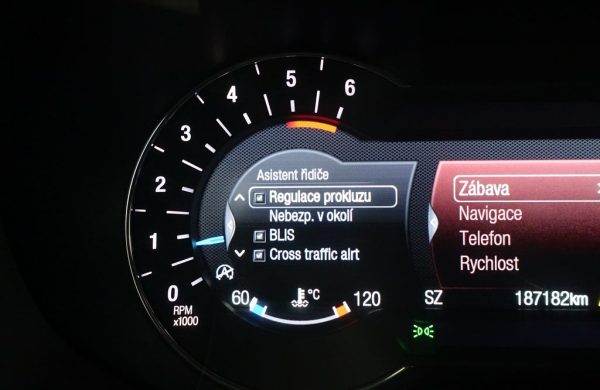 6
5
4
3
2
1
0
RPM
x1000
Asistent řidiče
Regulace prokluzu
Nebezp. v okolí
BLIS
Cross traffic alrt
60
°C
120
Zábava
Navigace
Telefon
Rychlost
SZ 187182km